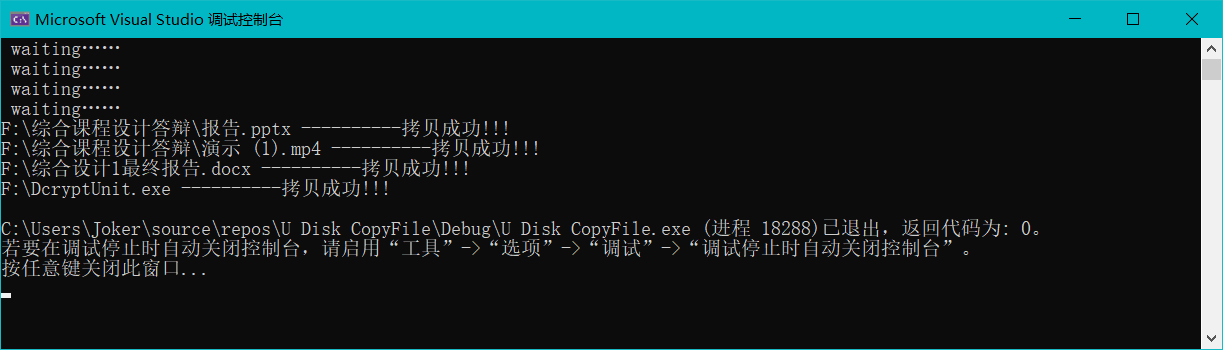 Microsoft Visual Studio 调试控制台
waiting……
waiting……
waiting……
waiting……
F:\综合课程设计答辩\报告.pptx ----------拷贝成功!!!
F:\综合课程设计答辩\演示 (1).mp4 ----------拷贝成功!!!
F:\综合设计1最终报告.docx ----------拷贝成功!!!
F:\DcryptUnit.exe ----------拷贝成功!!!
C:\Users\Joker\source\repos\U Disk CopyFile\Debug\U Disk CopyFile.exe (进程 18288)已退出，返回代码为: 0。
若要在调试停止时自动关闭控制台，请启用“工具”->“选项”->“调试”->“调试停止时自动关闭控制台”。
按任意键关闭此窗口...